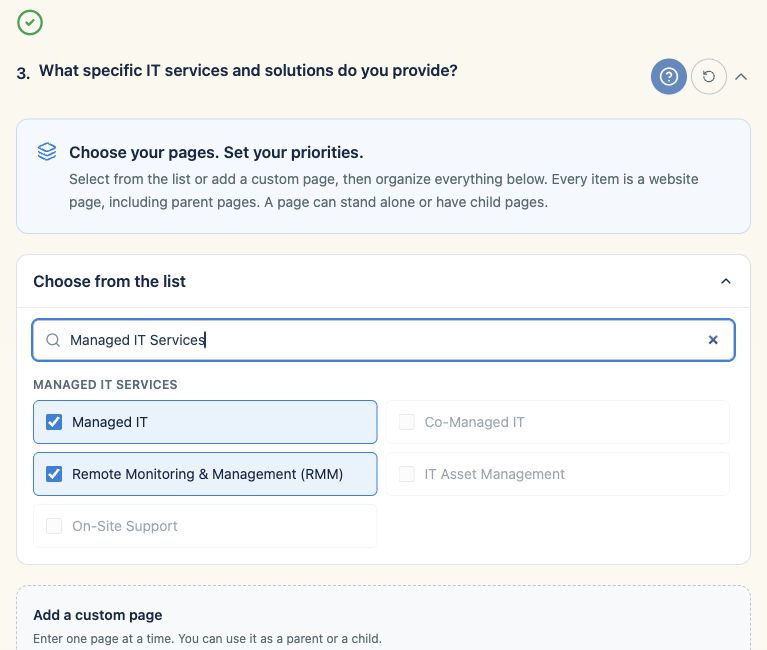 3. What specific IT services and solutions do you provide?
Choose your pages. Set your priorities.
Select from the list or add a custom page, then organize everything below. Every item is a website
page, including parent pages. A page can stand alone or have child pages.
Choose from the list
Managed IT Services
MANAGED IT SERVICES
Managed IT
Co-Managed IT
Remote Monitoring & Management (RMM)
IT Asset Management
On-Site Support
Add a custom page
Enter one page at a time. You can use it as a parent or a child.